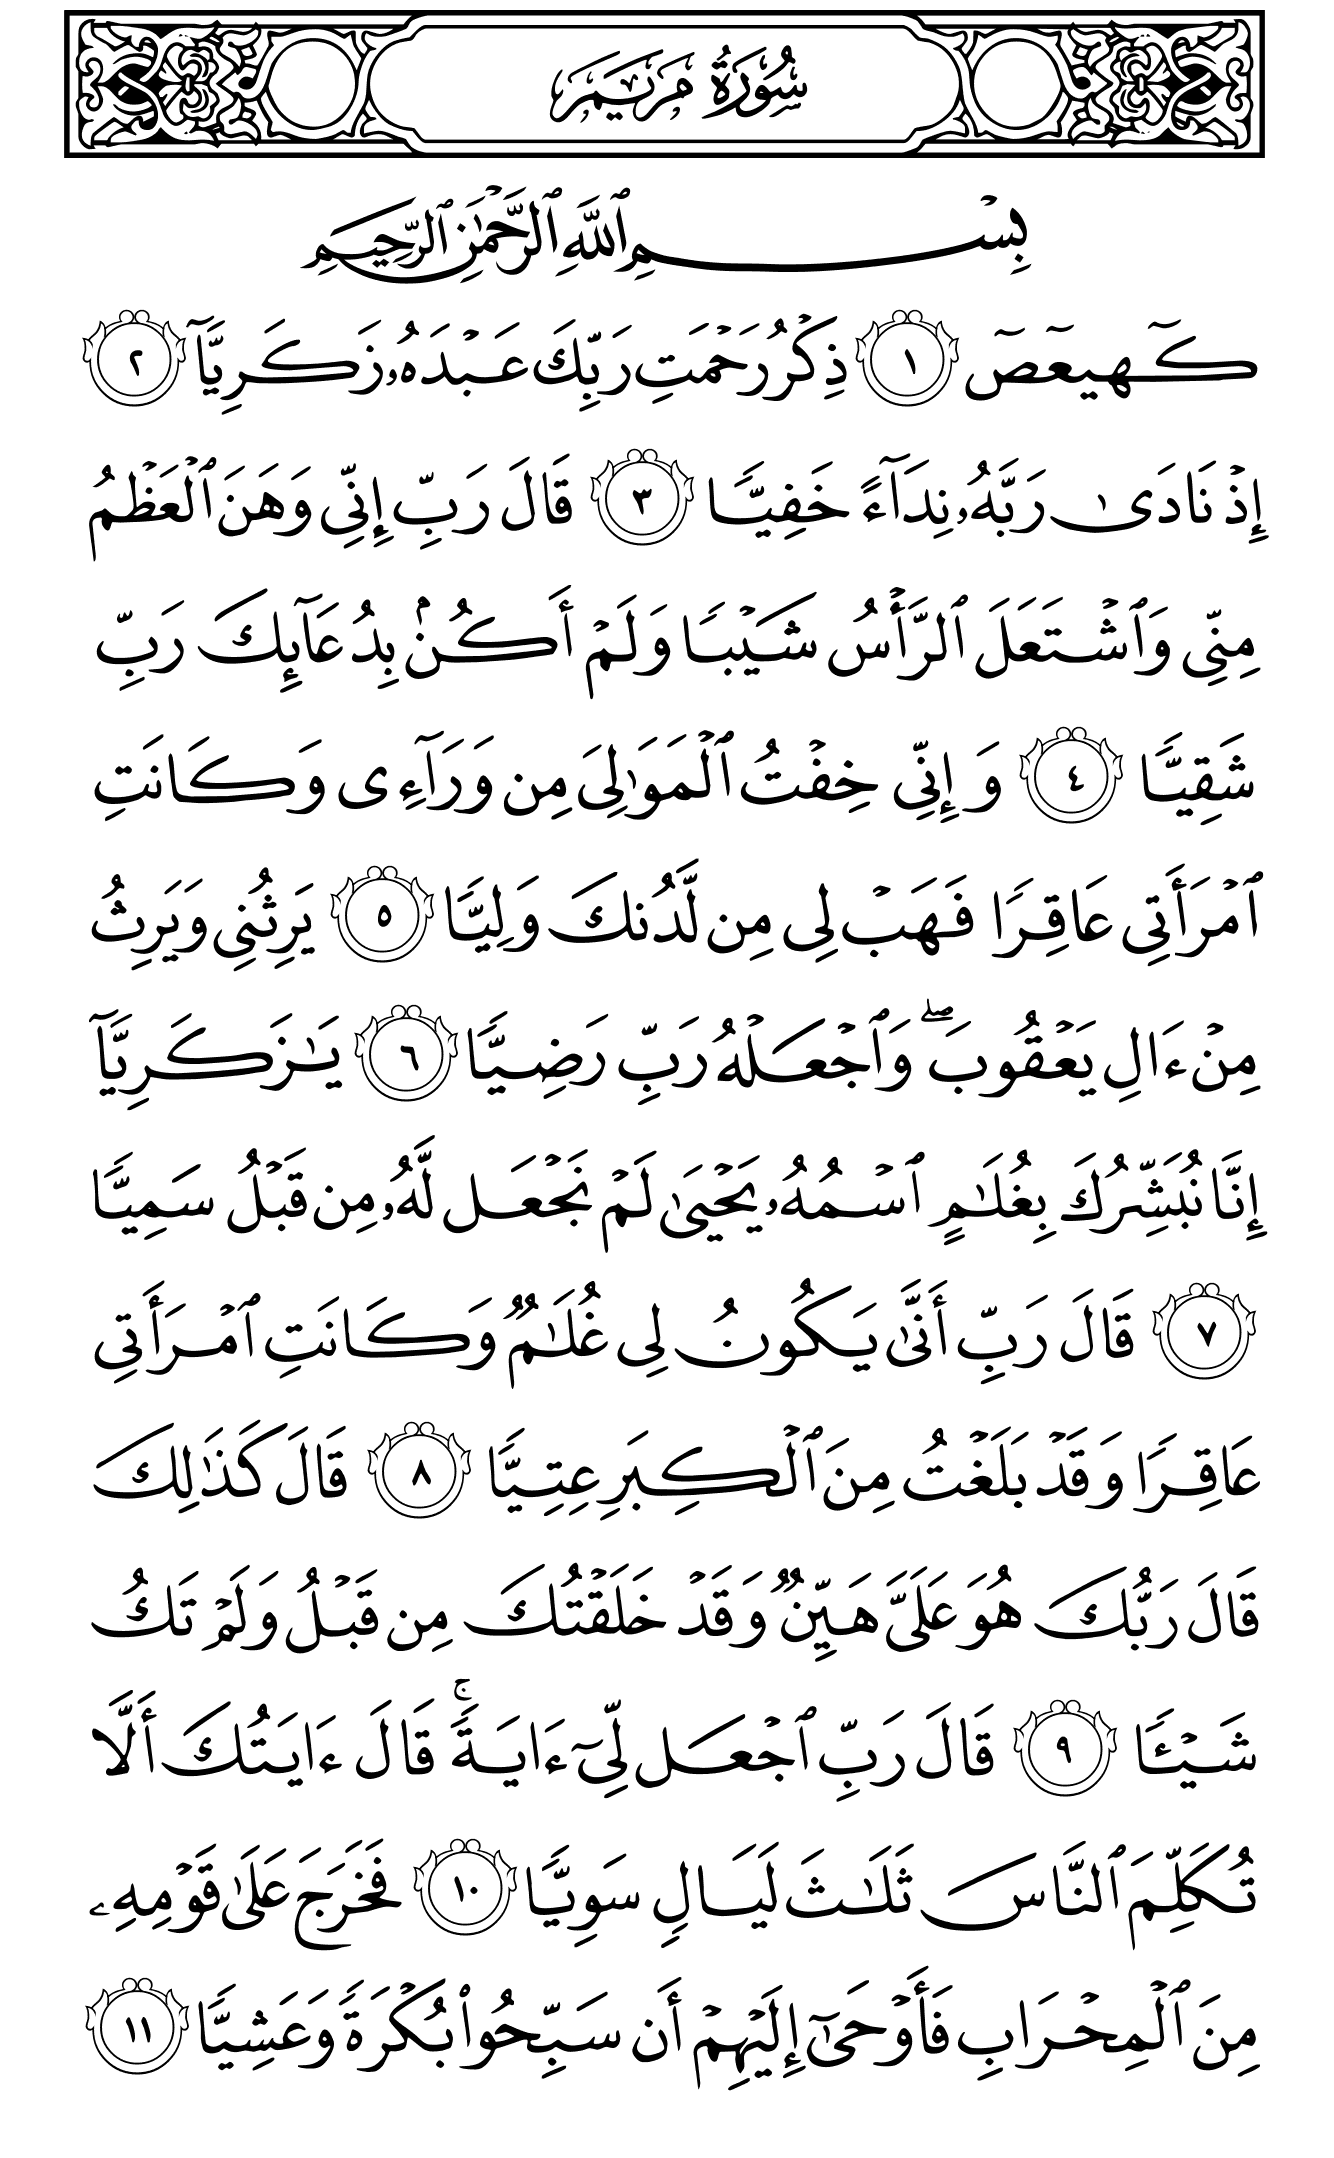 سُورَةُ مَرۡيَمَ
بِسۡمِ ٱللَّهِ ٱلرَّحۡمَٰنِ ٱلرَّحِيمِ
كٓهيعٓصٓ ١ ذِكۡرُ رَحۡمَتِ رَبِّكَ عَبۡدَهُۥ زَكَرِيَّآ ٢
إِذۡ نَادَىٰ رَبَّهُۥ نِدَآءً خَفِيّٗا ٣ قَالَ رَبِّ إِنِّي وَهَنَ ٱلۡعَظۡمُ
مِنِّي وَٱشۡتَعَلَ ٱلرَّأۡسُ شَيۡبٗا وَلَمۡ أَكُنۢ بِدُعَآئِكَ رَبِّ
شَقِيّٗا ٤ وَإِنِّي خِفۡتُ ٱلۡمَوَٰلِيَ مِن وَرَآءِي وَكَانَتِ
ٱمۡرَأَتِي عَاقِرٗا فَهَبۡ لِي مِن لَّدُنكَ وَلِيّٗا ٥ يَرِثُنِي وَيَرِثُ
مِنۡ ءَالِ يَعۡقُوبَۖ وَٱجۡعَلۡهُ رَبِّ رَضِيّٗا ٦ يَٰزَكَرِيَّآ
إِنَّا نُبَشِّرُكَ بِغُلَٰمٍ ٱسۡمُهُۥ يَحۡيَىٰ لَمۡ نَجۡعَل لَّهُۥ مِن قَبۡلُ سَمِيّٗا
٧ قَالَ رَبِّ أَنَّىٰ يَكُونُ لِي غُلَٰمٞ وَكَانَتِ ٱمۡرَأَتِي
عَاقِرٗا وَقَدۡ بَلَغۡتُ مِنَ ٱلۡكِبَرِ عِتِيّٗا ٨ قَالَ كَذَٰلِكَ
قَالَ رَبُّكَ هُوَ عَلَيَّ هَيِّنٞ وَقَدۡ خَلَقۡتُكَ مِن قَبۡلُ وَلَمۡ تَكُ
شَيۡـٔٗا ٩ قَالَ رَبِّ ٱجۡعَل لِّيٓ ءَايَةٗۚ قَالَ ءَايَتُكَ أَلَّا
تُكَلِّمَ ٱلنَّاسَ ثَلَٰثَ لَيَالٖ سَوِيّٗا ١٠ فَخَرَجَ عَلَىٰ قَوۡمِهِۦ
مِنَ ٱلۡمِحۡرَابِ فَأَوۡحَىٰٓ إِلَيۡهِمۡ أَن سَبِّحُواْ بُكۡرَةٗ وَعَشِيّٗا ١١